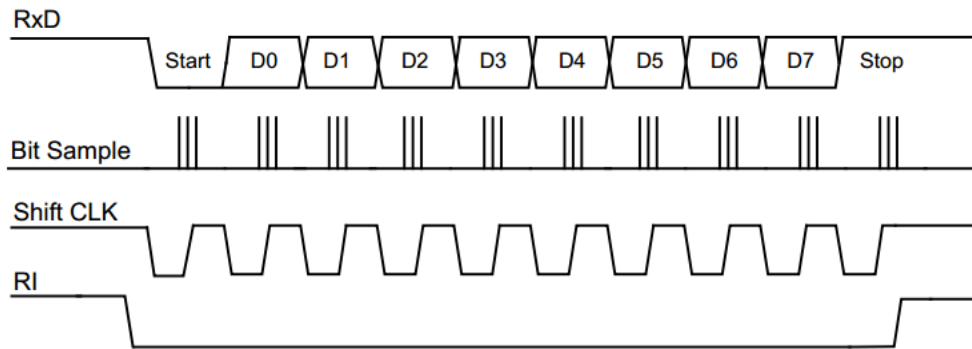 RxD
Start D0 D1 D2 D3 D4 D5 D6 D7 Stop
Bit Sample
Shift CLK
RI